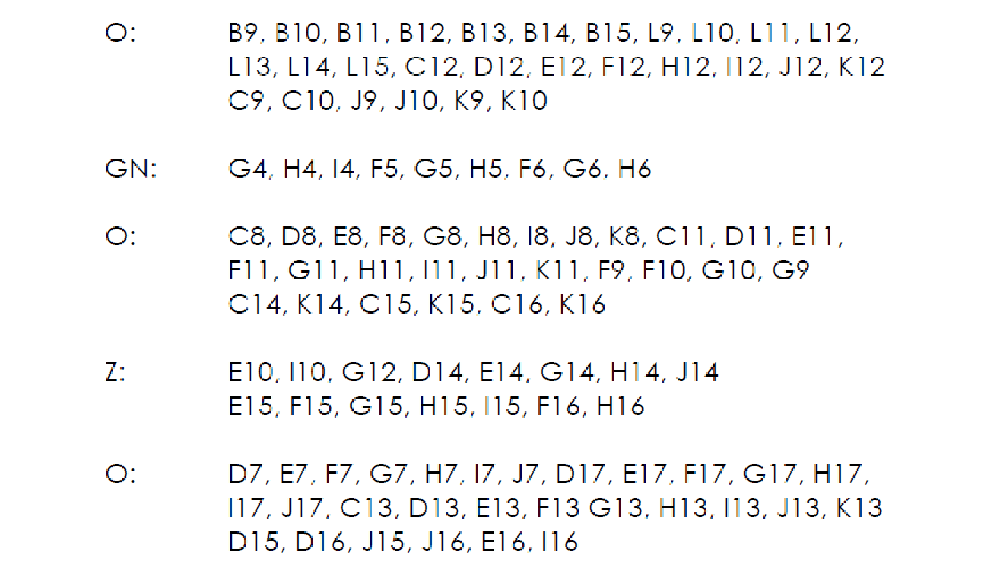 O: B9, B10, B11, B12, B13, B14, B15, L9, L10, L11, L12,
L13, L14, L15, C12, D12, E12, F12, H12, I12, J12, K12
C9, C10, J9, J10, K9, K10
GN: G4, H4, I4, F5, G5, H5, F6, G6, H6
O: C8, D8, E8, F8, G8, H8, I8, J8, K8, C11, D11, E11,
F11, G11, H11, I11, J11, K11, F9, F10, G10, G9
C14, K14, C15, K15, C16, K16
Z: E10, I10, G12, D14, E14, G14, H14, J14
E15, F15, G15, H15, I15, F16, H16
O: D7, E7, F7, G7, H7, I7, J7, D17, E17, F17, G17, H17,
I17, J17, C13, D13, E13, F13 G13, H13, I13, J13, K13
D15, D16, J15, J16, E16, I16